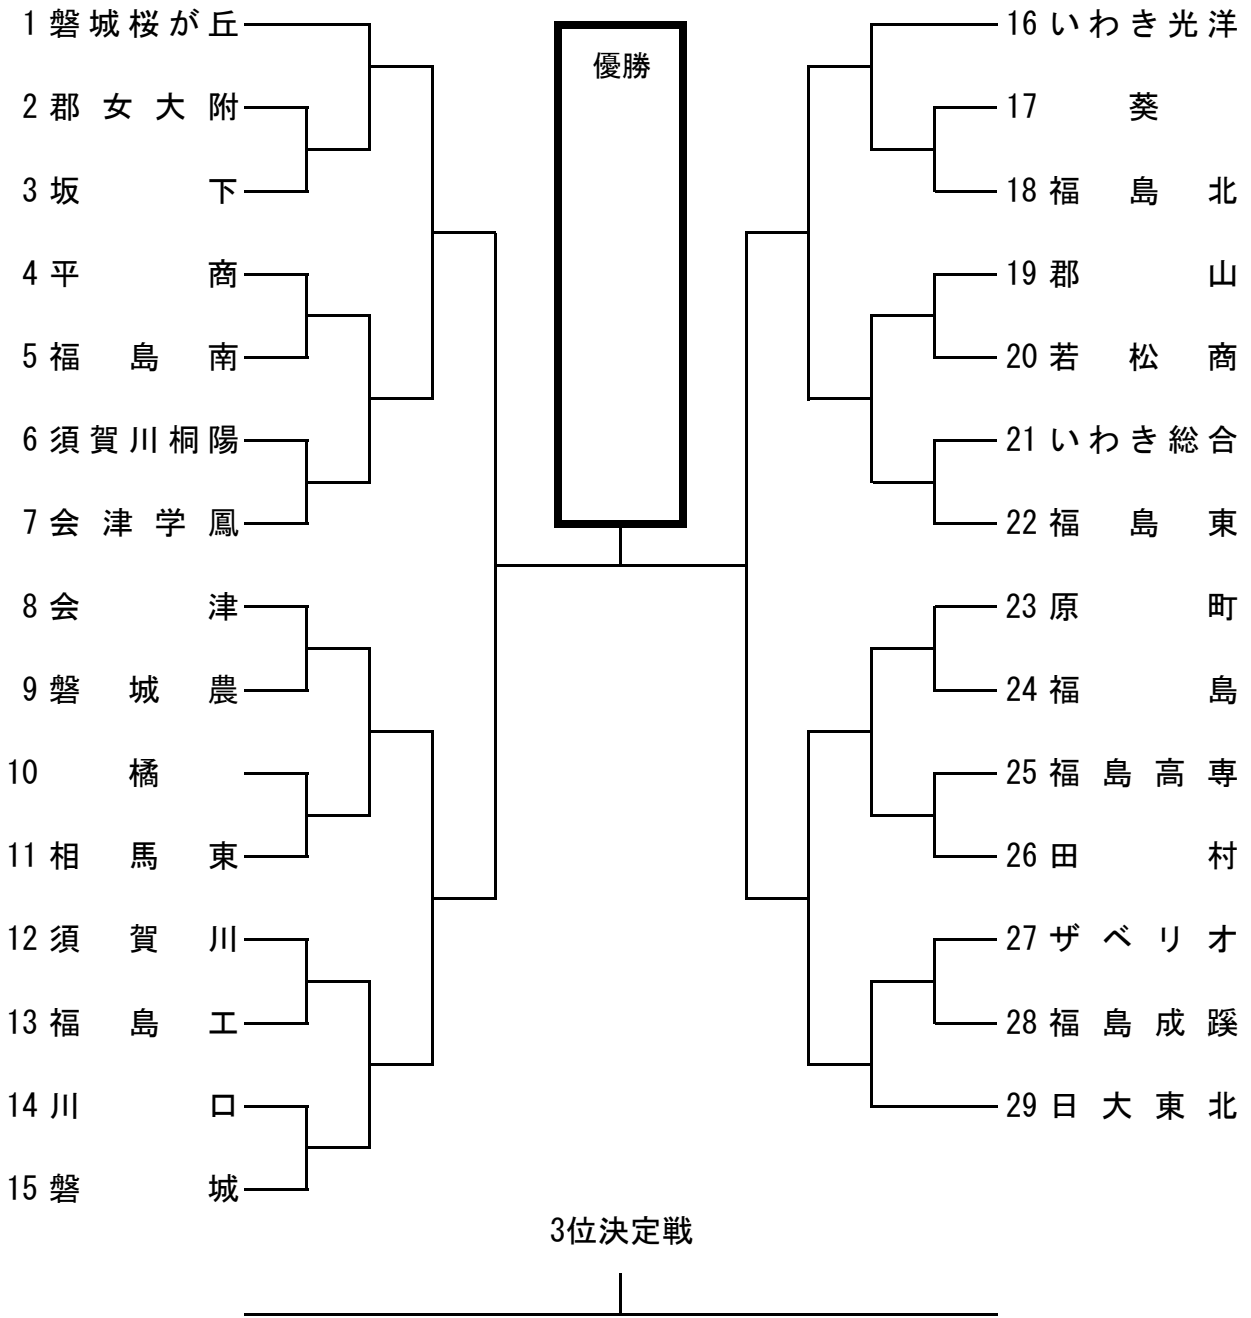 1 磐城桜が丘
2 郡女大附
3 坂下
4 平商
5 福島南
6 須賀川桐陽
7 会津学鳳
8 会津
9 磐城農
10 橘
11 相馬東
12 須賀川
13 福島工
14 川口
15 磐城
優勝
16 いわき光洋
17 葵
18 福島北
19 郡山
20 若松商
21 いわき総合
22 福島東
23 原町
24 福島
25 福島高専
26 田村
27 ザベリオ
28 福島成蹊
29 日大東北
3位決定戦